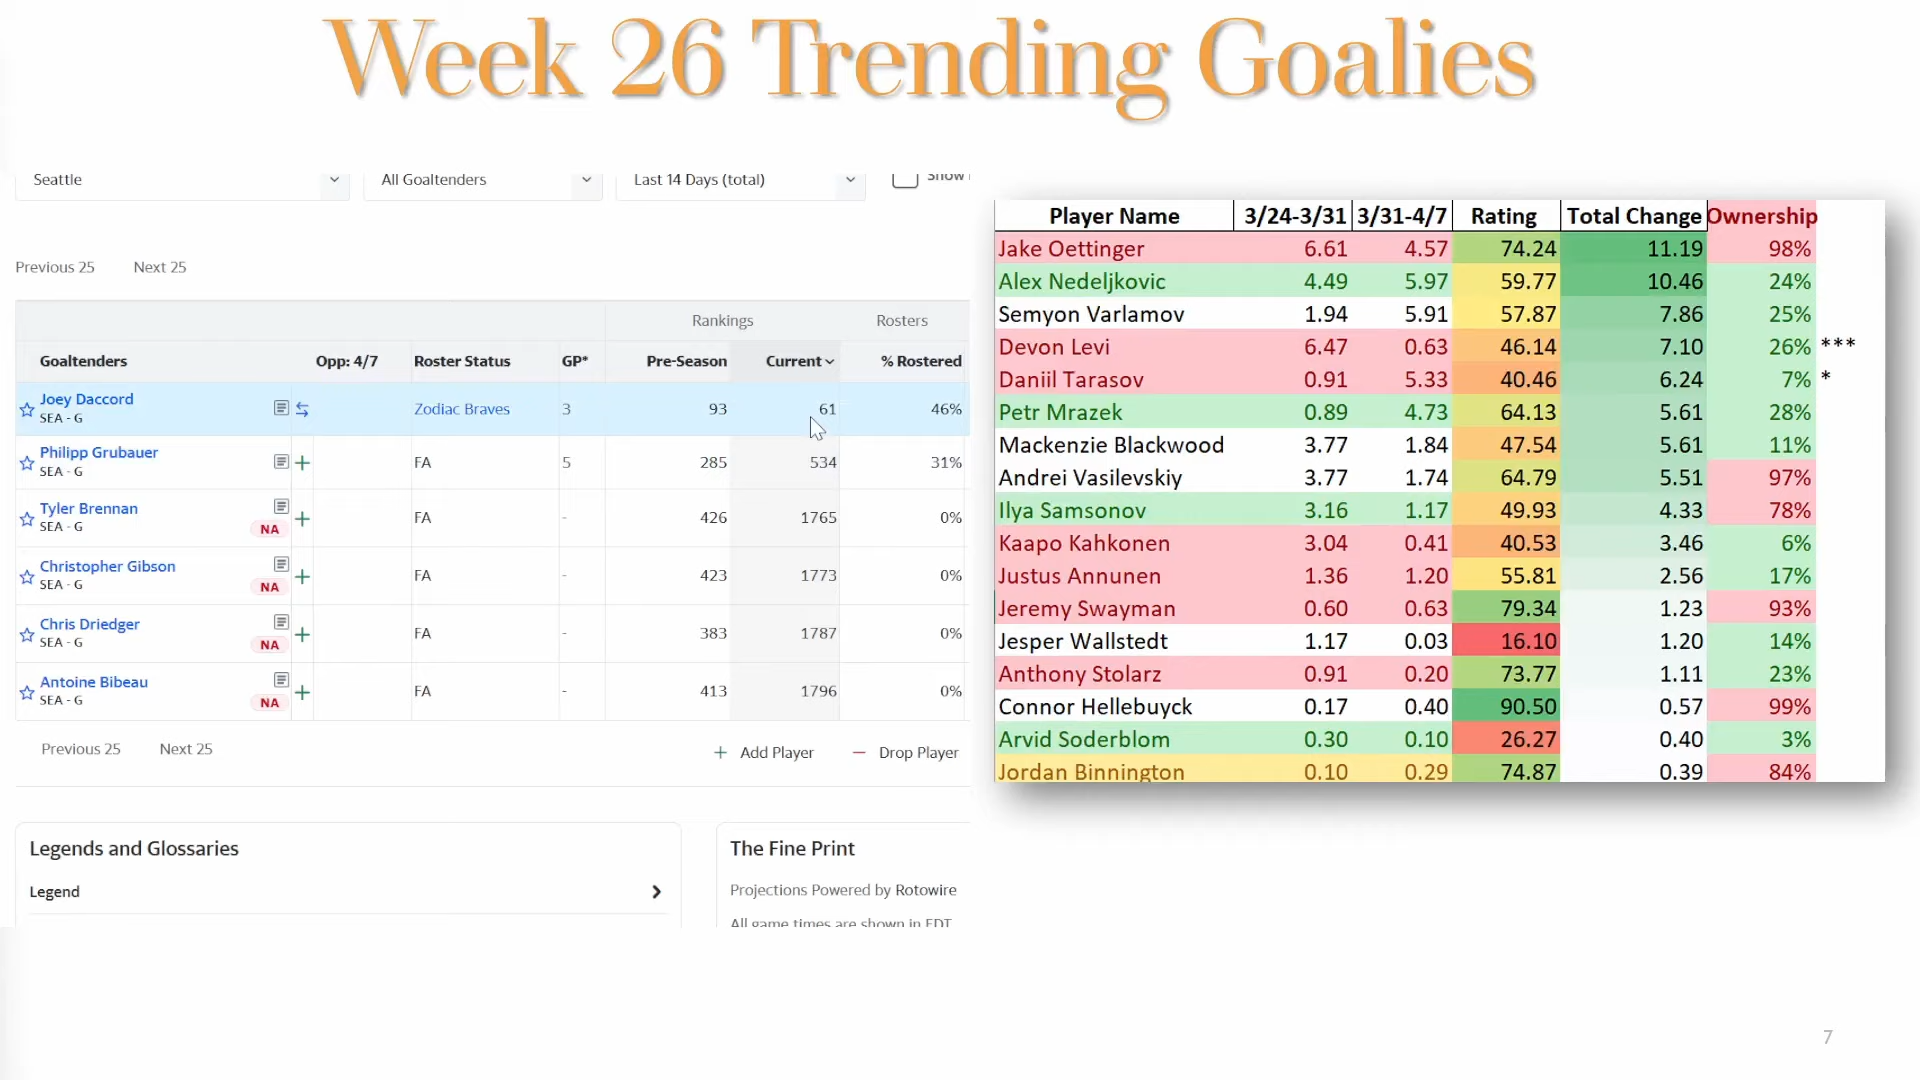 Week 26 Trending Goalies
Seattle All Goaltenders Last 14 Days (total) Show
Previous 25 Next 25
Rankings Rosters
Goaltenders Opp: 4/7 Roster Status GP* Pre-Season Current % Rostered
Joey Daccord
SEA - G Zodiac Braves 3 93 61 46%
Philipp Grubauer
SEA - G FA 5 285 534 31%
Tyler Brennan
SEA - G NA FA - 426 1765 0%
Christopher Gibson
SEA - G NA FA - 423 1773 0%
Chris Driedger
SEA - G NA FA - 383 1787 0%
Antoine Bibeau
SEA - G NA FA - 413 1796 0%
Previous 25 Next 25 + Add Player − Drop Player
Legends and Glossaries
Legend
The Fine Print
Projections Powered by Rotowire
All game times are shown in EDT
Player Name 3/24-3/31 3/31-4/7 Rating Total Change Ownership
Jake Oettinger 6.61 4.57 74.24 11.19 98%
Alex Nedeljkovic 4.49 5.97 59.77 10.46 24%
Semyon Varlamov 1.94 5.91 57.87 7.86 25%
Devon Levi 6.47 0.63 46.14 7.10 26% ***
Daniil Tarasov 0.91 5.33 40.46 6.24 7% *
Petr Mrazek 0.89 4.73 64.13 5.61 28%
Mackenzie Blackwood 3.77 1.84 47.54 5.61 11%
Andrei Vasilevskiy 3.77 1.74 64.79 5.51 97%
Ilya Samsonov 3.16 1.17 49.93 4.33 78%
Kaapo Kahkonen 3.04 0.41 40.53 3.46 6%
Justus Annunen 1.36 1.20 55.81 2.56 17%
Jeremy Swayman 0.60 0.63 79.34 1.23 93%
Jesper Wallstedt 1.17 0.03 16.10 1.20 14%
Anthony Stolarz 0.91 0.20 73.77 1.11 23%
Connor Hellebuyck 0.17 0.40 90.50 0.57 99%
Arvid Soderblom 0.30 0.10 26.27 0.40 3%
Jordan Binnington 0.10 0.29 74.87 0.39 84%
7